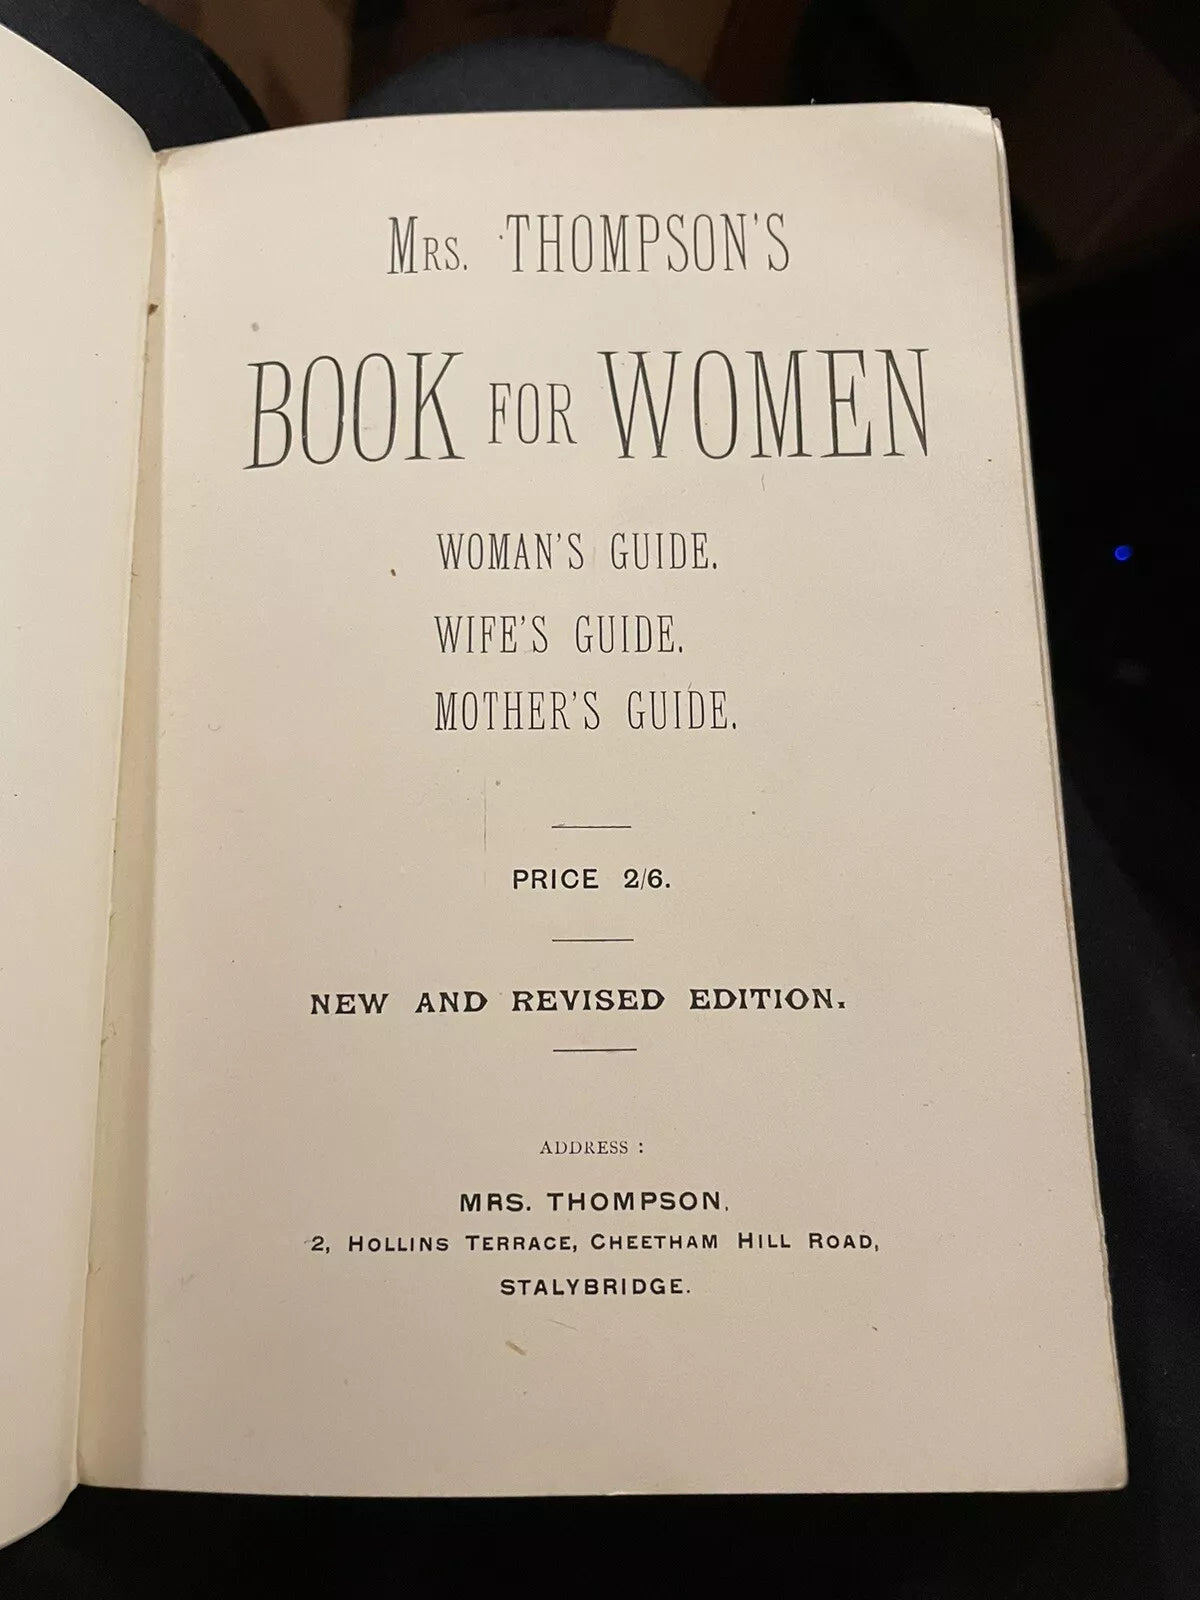 Mrs. THOMPSON'S
BOOK FOR WOMEN
WOMAN'S GUIDE.
WIFE'S GUIDE.
MOTHER'S GUIDE.
PRICE 2/6.
NEW AND REVISED EDITION.
ADDRESS :
MRS. THOMPSON,
2, HOLLINS TERRACE, CHEETHAM HILL ROAD,
STALYBRIDGE.